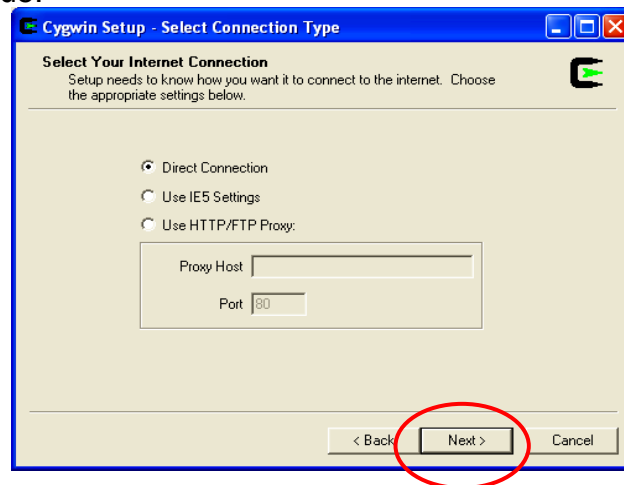 Cygwin Setup - Select Connection Type
Select Your Internet Connection
Setup needs to know how you want it to connect to the internet. Choose
the appropriate settings below.
Direct Connection
Use IE5 Settings
Use HTTP/FTP Proxy:
Proxy Host
Port 80
< Back Next > Cancel